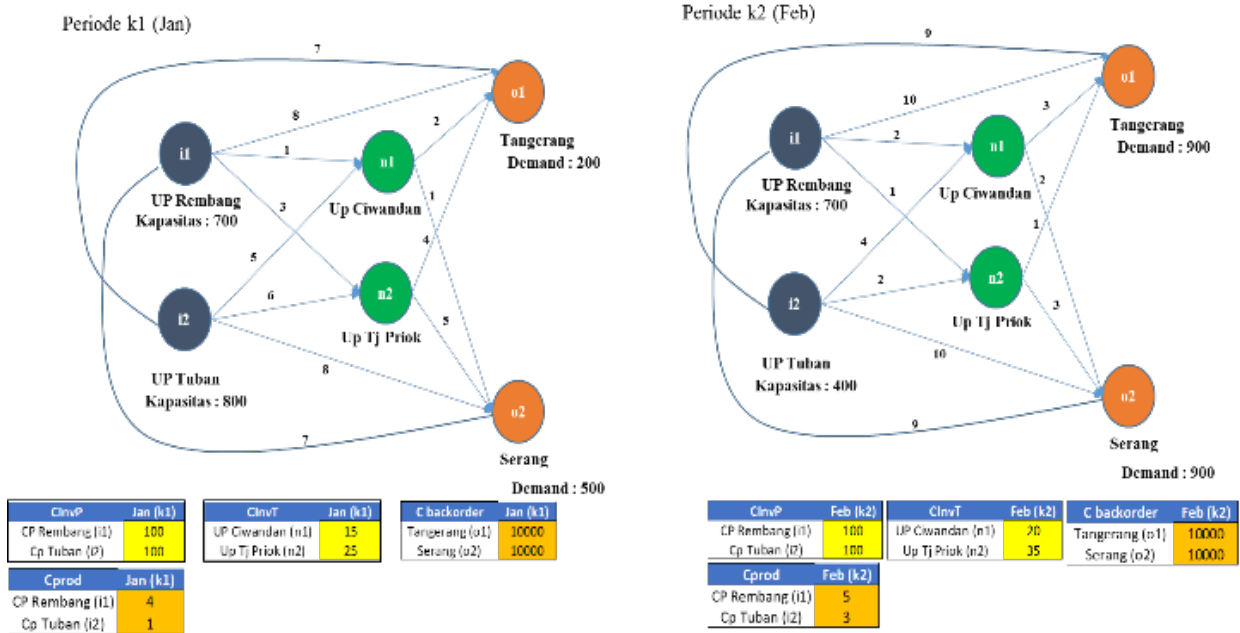 Periode k1 (Jan)
7
8
1
2
3
1
4
5
6
5
8
7
i1
UP Rembang
Kapasitas : 700
i2
UP Tuban
Kapasitas : 800
n1
Up Ciwandan
n2
Up Tj Priok
o1
Tangerang
Demand : 200
o2
Serang
Demand : 500
CInvP Jan (k1)
CP Rembang (i1) 100
Cp Tuban (i2) 100
CInvT Jan (k1)
UP Ciwandan (n1) 15
Up Tj Priok (n2) 25
C backorder Jan (k1)
Tangerang (o1) 10000
Serang (o2) 10000
Cprod Jan (k1)
CP Rembang (i1) 4
Cp Tuban (i2) 1
Periode k2 (Feb)
9
10
2
3
1
2
1
4
2
3
10
9
i1
UP Rembang
Kapasitas : 700
i2
UP Tuban
Kapasitas : 400
n1
Up Ciwandan
n2
Up Tj Priok
o1
Tangerang
Demand : 900
o2
Serang
Demand : 900
CInvP Feb (k2)
CP Rembang (i1) 100
Cp Tuban (i2) 100
CInvT Feb (k2)
UP Ciwandan (n1) 20
Up Tj Priok (n2) 35
C backorder Feb (k2)
Tangerang (o1) 10000
Serang (o2) 10000
Cprod Feb (k2)
CP Rembang (i1) 5
Cp Tuban (i2) 3